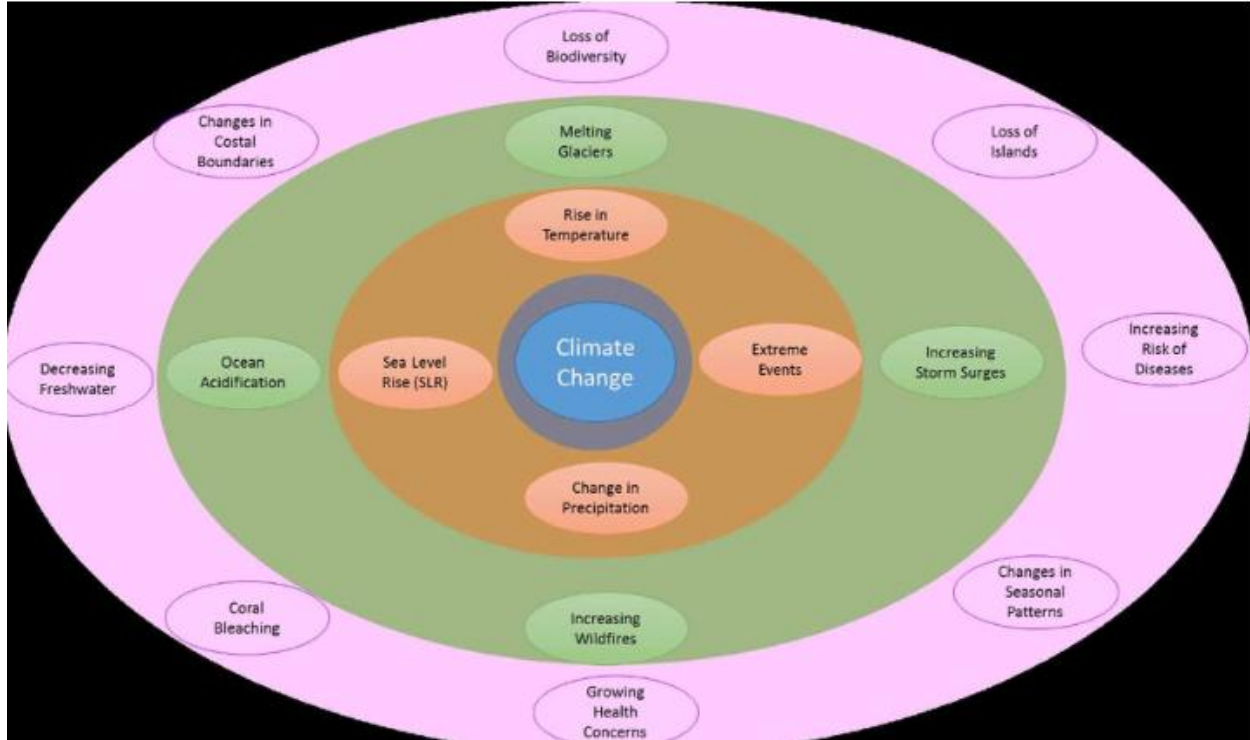 Loss of
Biodiversity
Changes in
Costal
Boundaries
Melting
Glaciers
Loss of
Islands
Rise in
Temperature
Decreasing
Freshwater
Ocean
Acidification
Sea Level
Rise (SLR)
Climate
Change
Extreme
Events
Increasing
Storm Surges
Increasing
Risk of
Diseases
Change in
Precipitation
Coral
Bleaching
Increasing
Wildfires
Changes in
Seasonal
Patterns
Growing
Health
Concerns